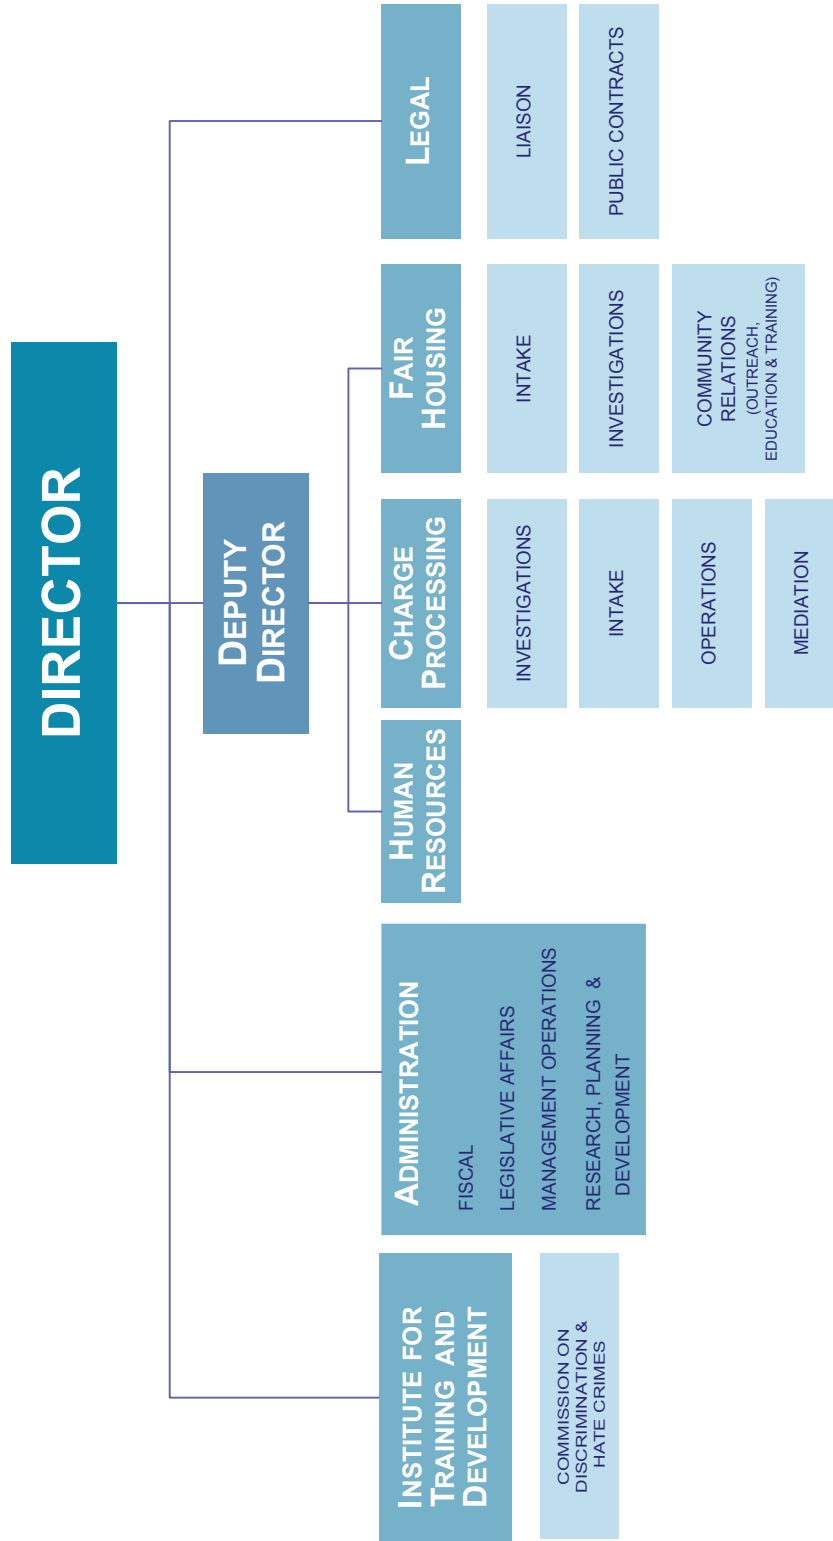 DIRECTOR
DEPUTY
DIRECTOR
INSTITUTE FOR
TRAINING AND
DEVELOPMENT
COMMISSION ON
DISCRIMINATION &
HATE CRIMES
ADMINISTRATION
FISCAL
LEGISLATIVE AFFAIRS
MANAGEMENT OPERATIONS
RESEARCH, PLANNING &
DEVELOPMENT
HUMAN
RESOURCES
CHARGE
PROCESSING
INVESTIGATIONS
INTAKE
OPERATIONS
MEDIATION
FAIR
HOUSING
INTAKE
INVESTIGATIONS
COMMUNITY
RELATIONS
(OUTREACH,
EDUCATION & TRAINING)
LEGAL
LIAISON
PUBLIC CONTRACTS